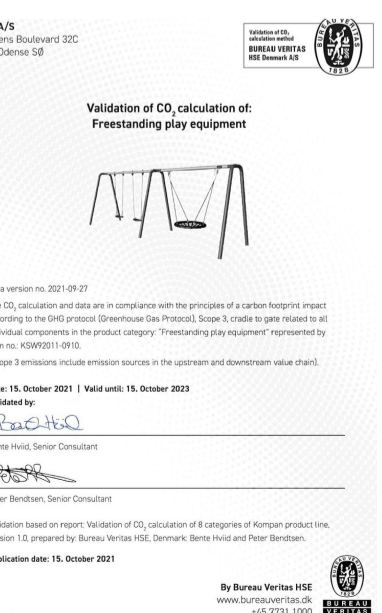 A/S
ens Boulevard 32C
Odense SØ
Validation of CO₂
calculation method
BUREAU VERITAS
HSE Denmark A/S
BUREAU VERITAS
1828
Validation of CO₂ calculation of:
Freestanding play equipment
a version no. 2021-09-27
e CO₂ calculation and data are in compliance with the principles of a carbon footprint impact
ording to the GHG protocol (Greenhouse Gas Protocol), Scope 3, cradle to gate related to all
ividual components in the product category: "Freestanding play equipment" represented by
n no.: KSW92011-0910.
ope 3 emissions include emission sources in the upstream and downstream value chain).
e: 15. October 2021 | Valid until: 15. October 2023
idated by:
nte Hviid, Senior Consultant
er Bendtsen, Senior Consultant
idation based on report: Validation of CO₂ calculation of 8 categories of Kompan product line,
sion 1.0, prepared by: Bureau Veritas HSE, Denmark: Bente Hviid and Peter Bendtsen.
blication date: 15. October 2021
By Bureau Veritas HSE
www.bureauveritas.dk
+45 7731 1000
BUREAU
VERITAS